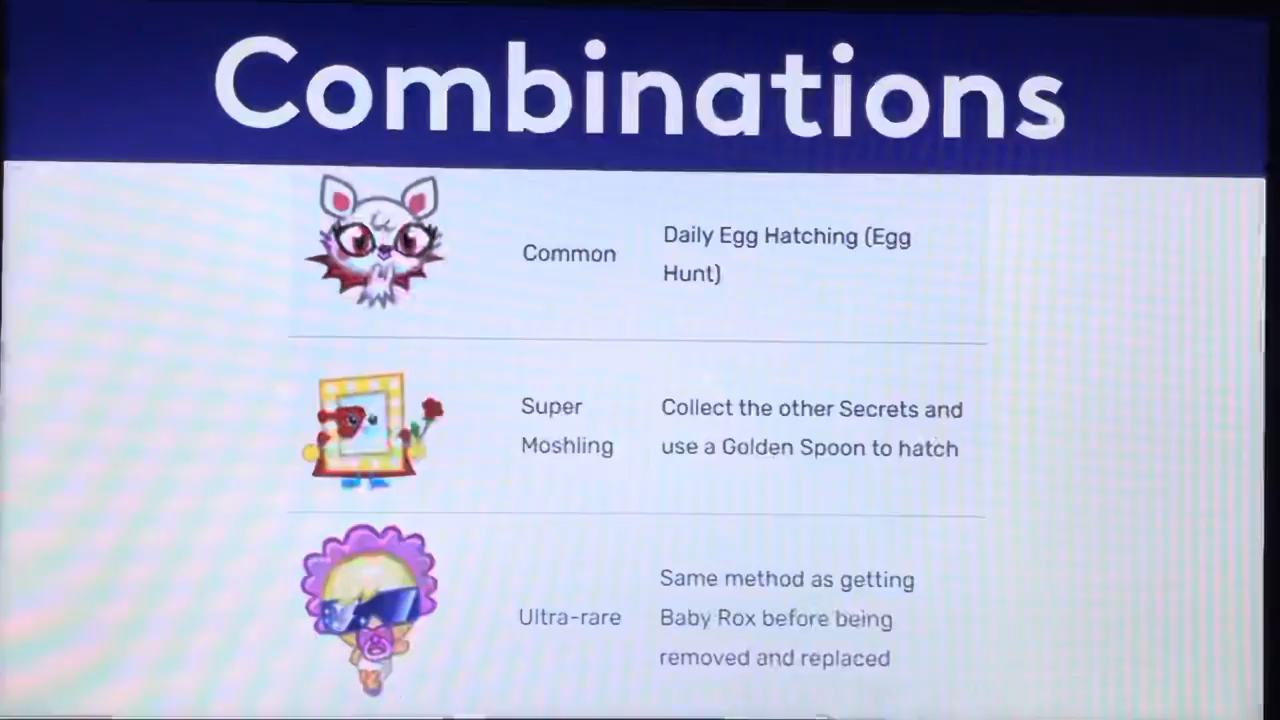 Combinations
Common
Daily Egg Hatching (Egg
Hunt)
Super
Moshling
Collect the other Secrets and
use a Golden Spoon to hatch
Ultra-rare
Same method as getting
Baby Rox before being
removed and replaced